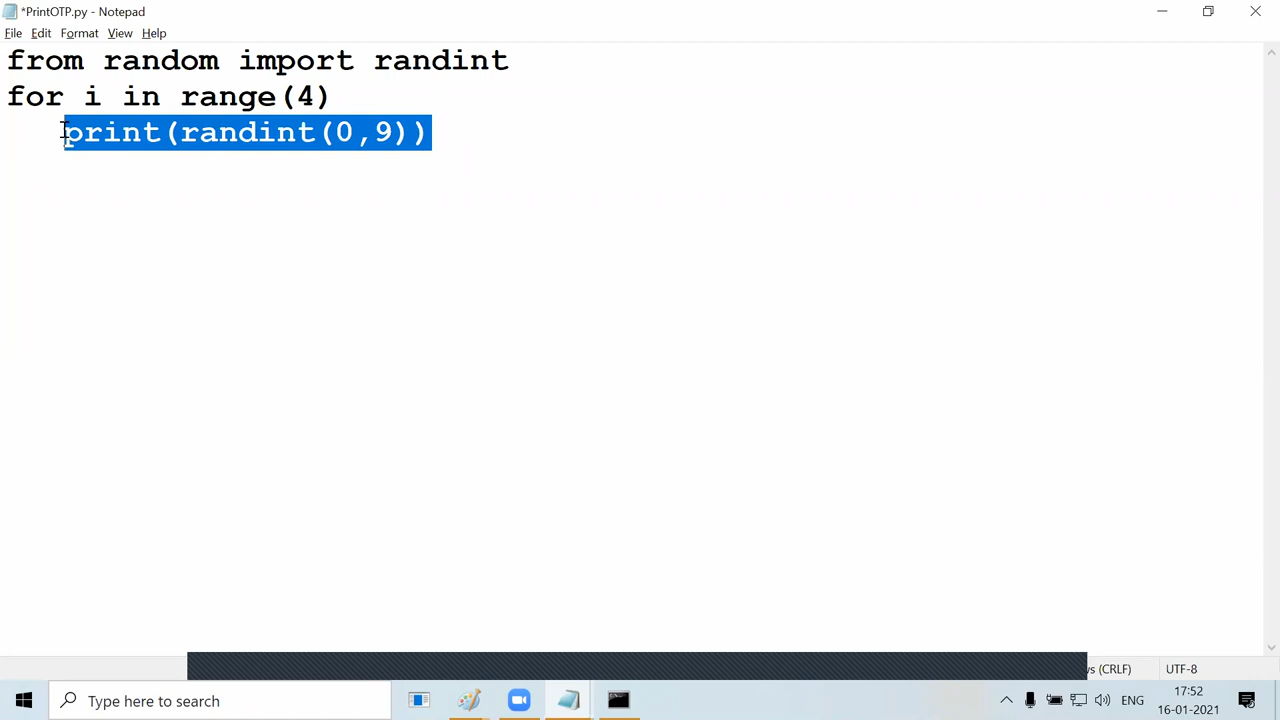 *PrintOTP.py - Notepad
File Edit Format View Help
from random import randint
for i in range(4)
print(randint(0,9))
s (CRLF) UTF-8
Type here to search
ENG
17:52
16-01-2021